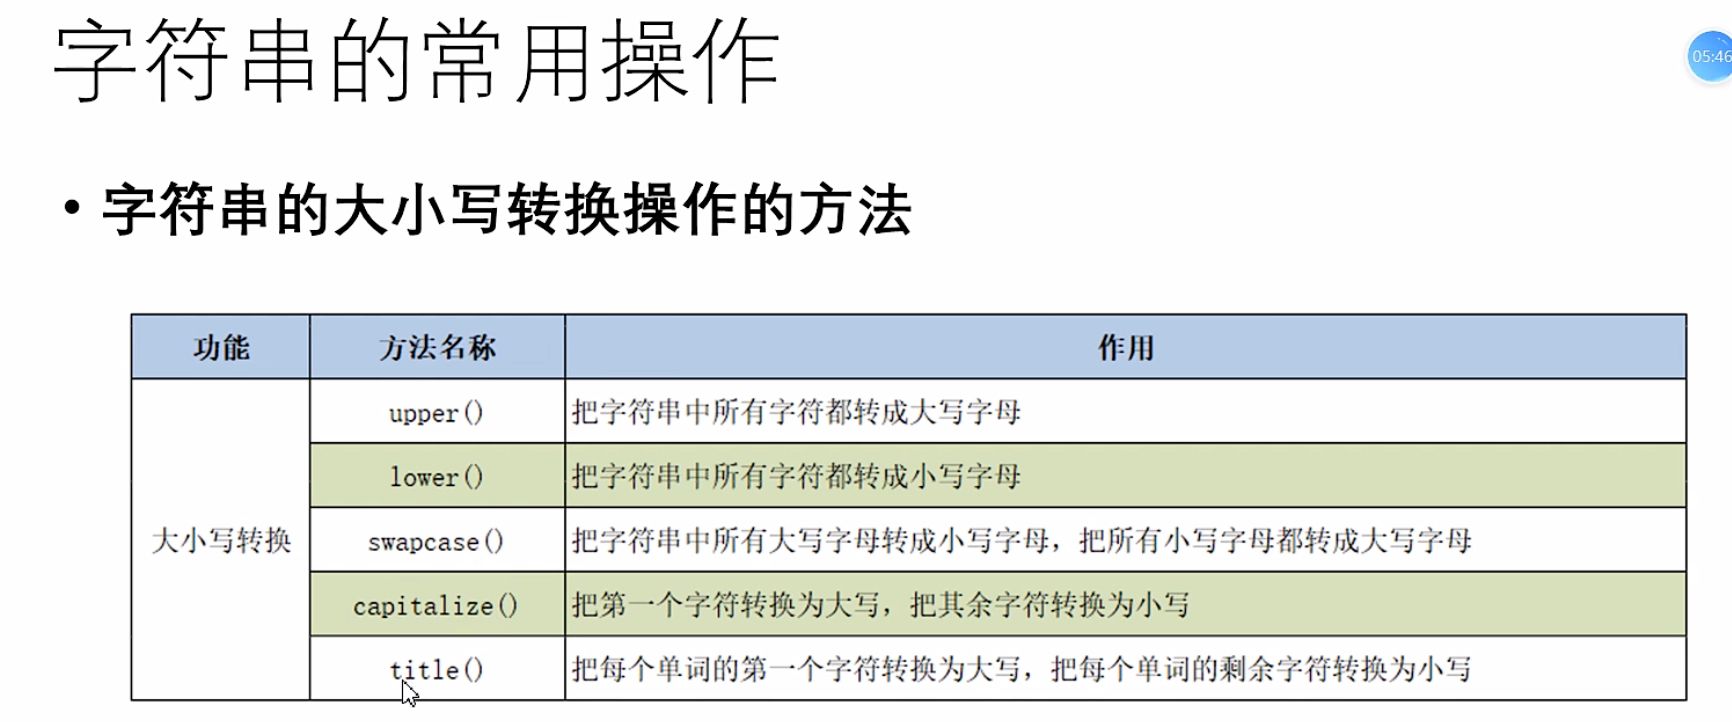 字符串的常用操作
05:46
• 字符串的大小写转换操作的方法
功能 方法名称 作用
upper() 把字符串中所有字符都转成大写字母
lower() 把字符串中所有字符都转成小写字母
大小写转换 swapcase() 把字符串中所有大写字母转成小写字母，把所有小写字母都转成大写字母
capitalize() 把第一个字符转换为大写，把其余字符转换为小写
title() 把每个单词的第一个字符转换为大写，把每个单词的剩余字符转换为小写